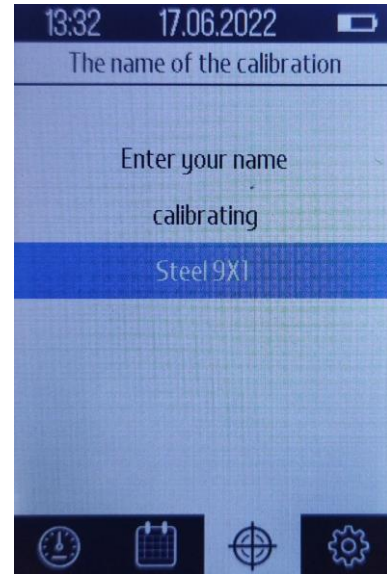 13:32 17.06.2022
The name of the calibration
Enter your name
calibrating
Steel 9X1